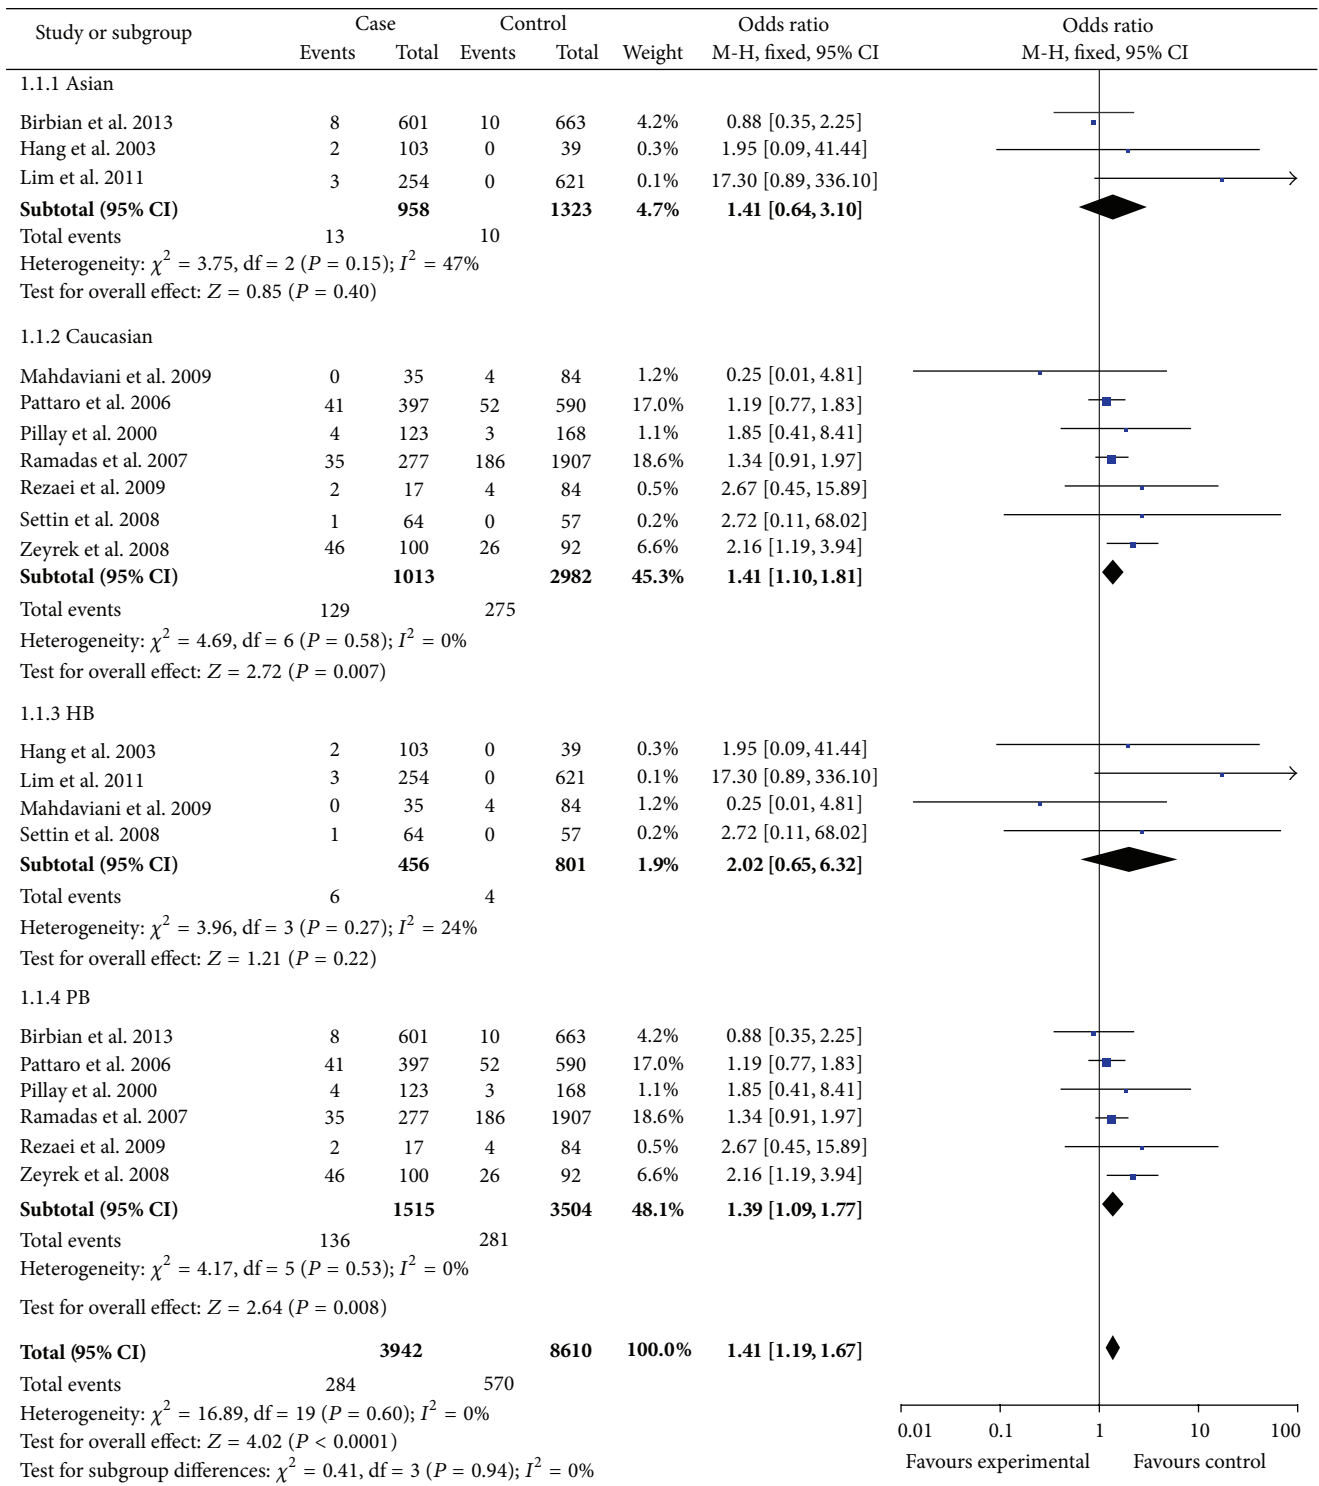 Study or subgroup Case Control Weight Odds ratio Odds ratio
Events Total Events Total M-H, fixed, 95% CI M-H, fixed, 95% CI
1.1.1 Asian
Birbian et al. 2013 8 601 10 663 4.2% 0.88 [0.35, 2.25]
Hang et al. 2003 2 103 0 39 0.3% 1.95 [0.09, 41.44]
Lim et al. 2011 3 254 0 621 0.1% 17.30 [0.89, 336.10]
Subtotal (95% CI) 958 1323 4.7% 1.41 [0.64, 3.10]
Total events 13 10
Heterogeneity: χ² = 3.75, df = 2 (P = 0.15); I² = 47%
Test for overall effect: Z = 0.85 (P = 0.40)
1.1.2 Caucasian
Mahdaviani et al. 2009 0 35 4 84 1.2% 0.25 [0.01, 4.81]
Pattaro et al. 2006 41 397 52 590 17.0% 1.19 [0.77, 1.83]
Pillay et al. 2000 4 123 3 168 1.1% 1.85 [0.41, 8.41]
Ramadas et al. 2007 35 277 186 1907 18.6% 1.34 [0.91, 1.97]
Rezaei et al. 2009 2 17 4 84 0.5% 2.67 [0.45, 15.89]
Settin et al. 2008 1 64 0 57 0.2% 2.72 [0.11, 68.02]
Zeyrek et al. 2008 46 100 26 92 6.6% 2.16 [1.19, 3.94]
Subtotal (95% CI) 1013 2982 45.3% 1.41 [1.10, 1.81]
Total events 129 275
Heterogeneity: χ² = 4.69, df = 6 (P = 0.58); I² = 0%
Test for overall effect: Z = 2.72 (P = 0.007)
1.1.3 HB
Hang et al. 2003 2 103 0 39 0.3% 1.95 [0.09, 41.44]
Lim et al. 2011 3 254 0 621 0.1% 17.30 [0.89, 336.10]
Mahdaviani et al. 2009 0 35 4 84 1.2% 0.25 [0.01, 4.81]
Settin et al. 2008 1 64 0 57 0.2% 2.72 [0.11, 68.02]
Subtotal (95% CI) 456 801 1.9% 2.02 [0.65, 6.32]
Total events 6 4
Heterogeneity: χ² = 3.96, df = 3 (P = 0.27); I² = 24%
Test for overall effect: Z = 1.21 (P = 0.22)
1.1.4 PB
Birbian et al. 2013 8 601 10 663 4.2% 0.88 [0.35, 2.25]
Pattaro et al. 2006 41 397 52 590 17.0% 1.19 [0.77, 1.83]
Pillay et al. 2000 4 123 3 168 1.1% 1.85 [0.41, 8.41]
Ramadas et al. 2007 35 277 186 1907 18.6% 1.34 [0.91, 1.97]
Rezaei et al. 2009 2 17 4 84 0.5% 2.67 [0.45, 15.89]
Zeyrek et al. 2008 46 100 26 92 6.6% 2.16 [1.19, 3.94]
Subtotal (95% CI) 1515 3504 48.1% 1.39 [1.09, 1.77]
Total events 136 281
Heterogeneity: χ² = 4.17, df = 5 (P = 0.53); I² = 0%
Test for overall effect: Z = 2.64 (P = 0.008)
Total (95% CI) 3942 8610 100.0% 1.41 [1.19, 1.67]
Total events 284 570
Heterogeneity: χ² = 16.89, df = 19 (P = 0.60); I² = 0%
Test for overall effect: Z = 4.02 (P < 0.0001)
Test for subgroup differences: χ² = 0.41, df = 3 (P = 0.94); I² = 0%
0.01 0.1 1 10 100
Favours experimental Favours control